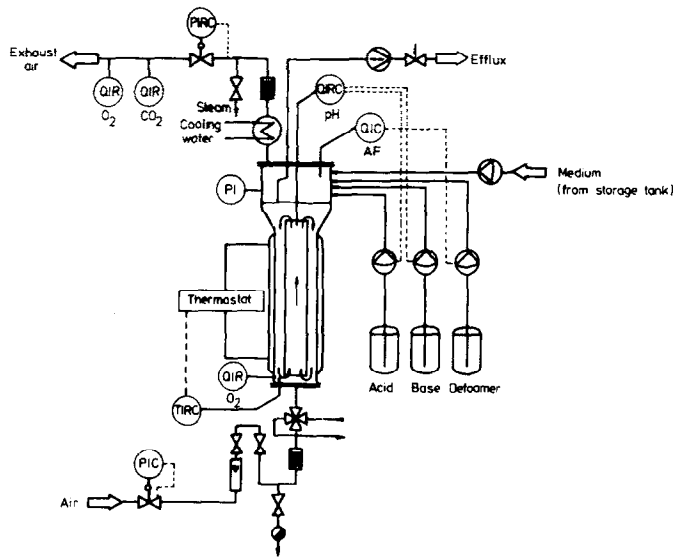 PIRC
Exhaust
air
Efflux
QIR
O2
QIR
CO2
Steam
Cooling
water
QIRC
pH
QIC
AF
Medium
(from storage tank)
PI
Thermostat
Acid
Base
Defoamer
QIR
O2
TIRC
PIC
Air